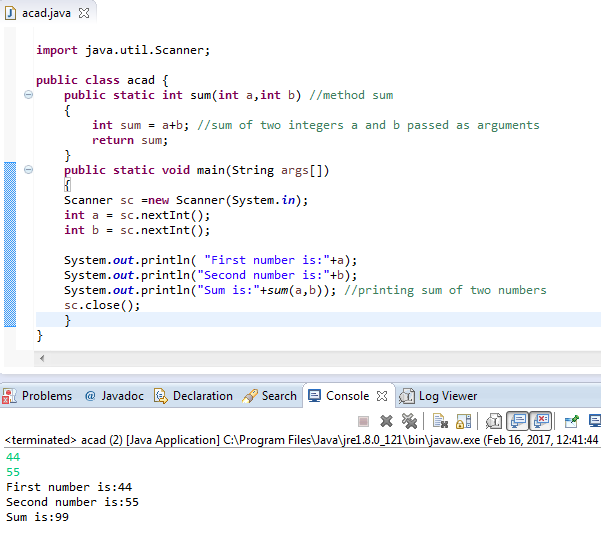 acad.java
import java.util.Scanner;
public class acad {
public static int sum(int a,int b) //method sum
{
int sum = a+b; //sum of two integers a and b passed as arguments
return sum;
}
public static void main(String args[])
{
Scanner sc =new Scanner(System.in);
int a = sc.nextInt();
int b = sc.nextInt();
System.out.println( "First number is:"+a);
System.out.println("Second number is:"+b);
System.out.println("Sum is:"+sum(a,b)); //printing sum of two numbers
sc.close();
}
}
Problems @ Javadoc Declaration Search Console Log Viewer
<terminated> acad (2) [Java Application] C:\Program Files\Java\jre1.8.0_121\bin\javaw.exe (Feb 16, 2017, 12:41:44
44
55
First number is:44
Second number is:55
Sum is:99